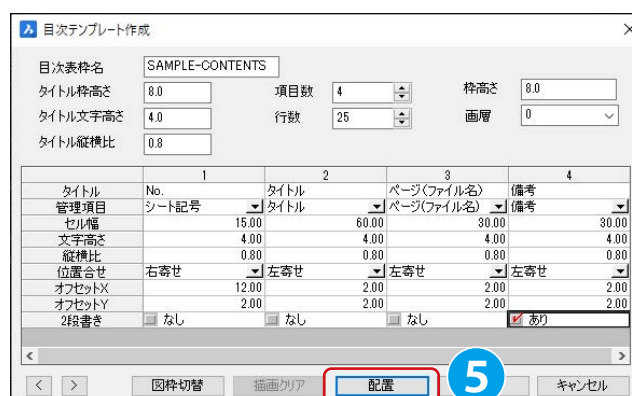 目次テンプレート作成
目次表枠名 SAMPLE-CONTENTS
タイトル枠高さ 8.0 項目数 4 枠高さ 8.0
タイトル文字高さ 4.0 行数 25 画層 0
タイトル縦横比 0.8
1 2 3 4
タイトル No. タイトル ページ(ファイル名) 備考
管理項目 シート記号 タイトル ページ(ファイル名) 備考
セル幅 15.00 60.00 30.00 30.00
文字高さ 4.00 4.00 4.00 4.00
縦横比 0.80 0.80 0.80 0.80
位置合せ 右寄せ 左寄せ 左寄せ 左寄せ
オフセットX 12.00 2.00 2.00 2.00
オフセットY 2.00 2.00 2.00 2.00
2段書き なし なし なし あり
図枠切替 描画クリア 配置 5 キャンセル